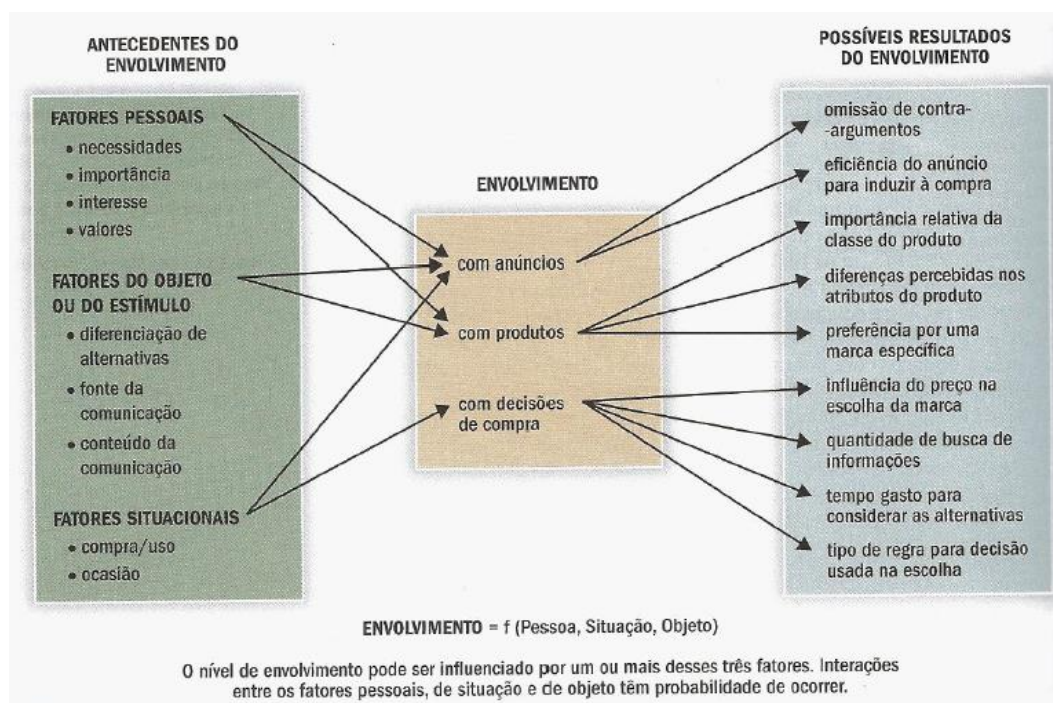 ANTECEDENTES DO
ENVOLVIMENTO
FATORES PESSOAIS
• necessidades
• importância
• interesse
• valores
FATORES DO OBJETO
OU DO ESTÍMULO
• diferenciação de
alternativas
• fonte da
comunicação
• conteúdo da
comunicação
FATORES SITUACIONAIS
• compra/uso
• ocasião
ENVOLVIMENTO
com anúncios
com produtos
com decisões
de compra
POSSÍVEIS RESULTADOS
DO ENVOLVIMENTO
omissão de contra-
-argumentos
eficiência do anúncio
para induzir à compra
importância relativa da
classe do produto
diferenças percebidas nos
atributos do produto
preferência por uma
marca específica
influência do preço na
escolha da marca
quantidade de busca de
informações
tempo gasto para
considerar as alternativas
tipo de regra para decisão
usada na escolha
ENVOLVIMENTO = f (Pessoa, Situação, Objeto)
O nível de envolvimento pode ser influenciado por um ou mais desses três fatores. Interações
entre os fatores pessoais, de situação e de objeto têm probabilidade de ocorrer.